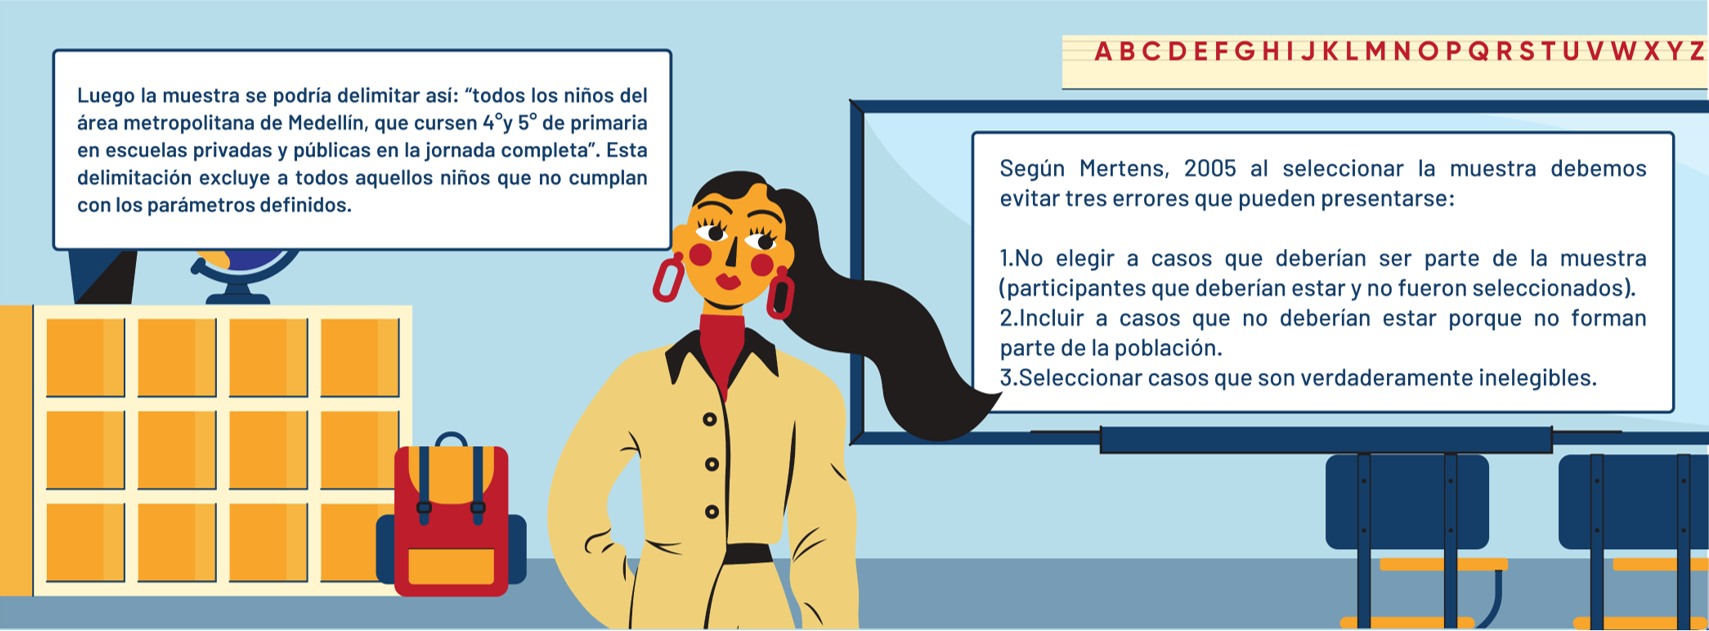 Luego la muestra se podría delimitar así: “todos los niños del
área metropolitana de Medellín, que cursen 4°y 5° de primaria
en escuelas privadas y públicas en la jornada completa”. Esta
delimitación excluye a todos aquellos niños que no cumplan
con los parámetros definidos.
ABCDEFGHIJKLMNOPQRSTUVWXYZ
Según Mertens, 2005 al seleccionar la muestra debemos
evitar tres errores que pueden presentarse:
1.No elegir a casos que deberían ser parte de la muestra
(participantes que deberían estar y no fueron seleccionados).
2.Incluir a casos que no deberían estar porque no forman
parte de la población.
3.Seleccionar casos que son verdaderamente inelegibles.